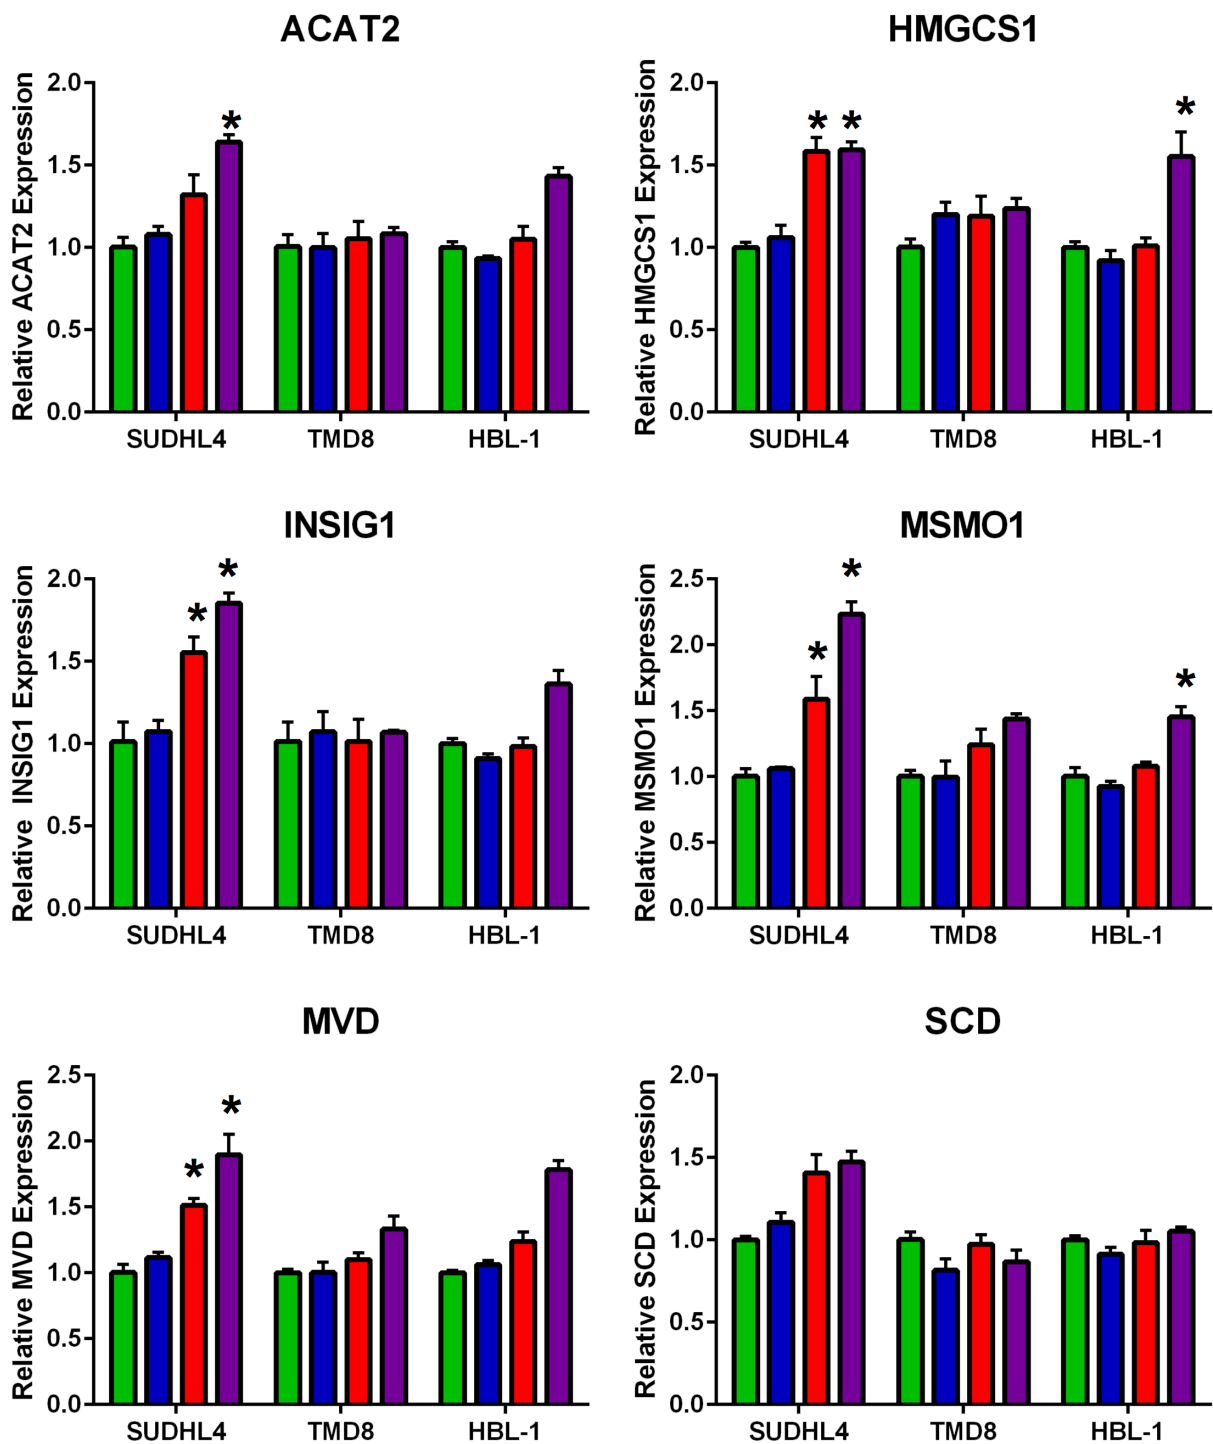 ACAT2
Relative ACAT2 Expression
2.0
1.5
1.0
0.5
0.0
*
SUDHL4 TMD8 HBL-1
HMGCS1
Relative HMGCS1 Expression
2.0
1.5
1.0
0.5
0.0
* * *
SUDHL4 TMD8 HBL-1
INSIG1
Relative INSIG1 Expression
2.0
1.5
1.0
0.5
0.0
* *
SUDHL4 TMD8 HBL-1
MSMO1
Relative MSMO1 Expression
2.5
2.0
1.5
1.0
0.5
0.0
* * *
SUDHL4 TMD8 HBL-1
MVD
Relative MVD Expression
2.5
2.0
1.5
1.0
0.5
0.0
* *
SUDHL4 TMD8 HBL-1
SCD
Relative SCD Expression
2.0
1.5
1.0
0.5
0.0
SUDHL4 TMD8 HBL-1